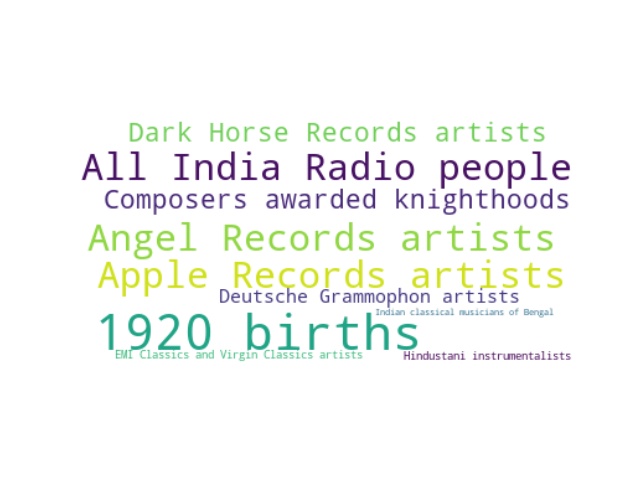 Dark Horse Records artists
All India Radio people
Composers awarded knighthoods
Angel Records artists
Apple Records artists
Deutsche Grammophon artists
Indian classical musicians of Bengal
1920 births
EMI Classics and Virgin Classics artists
Hindustani instrumentalists